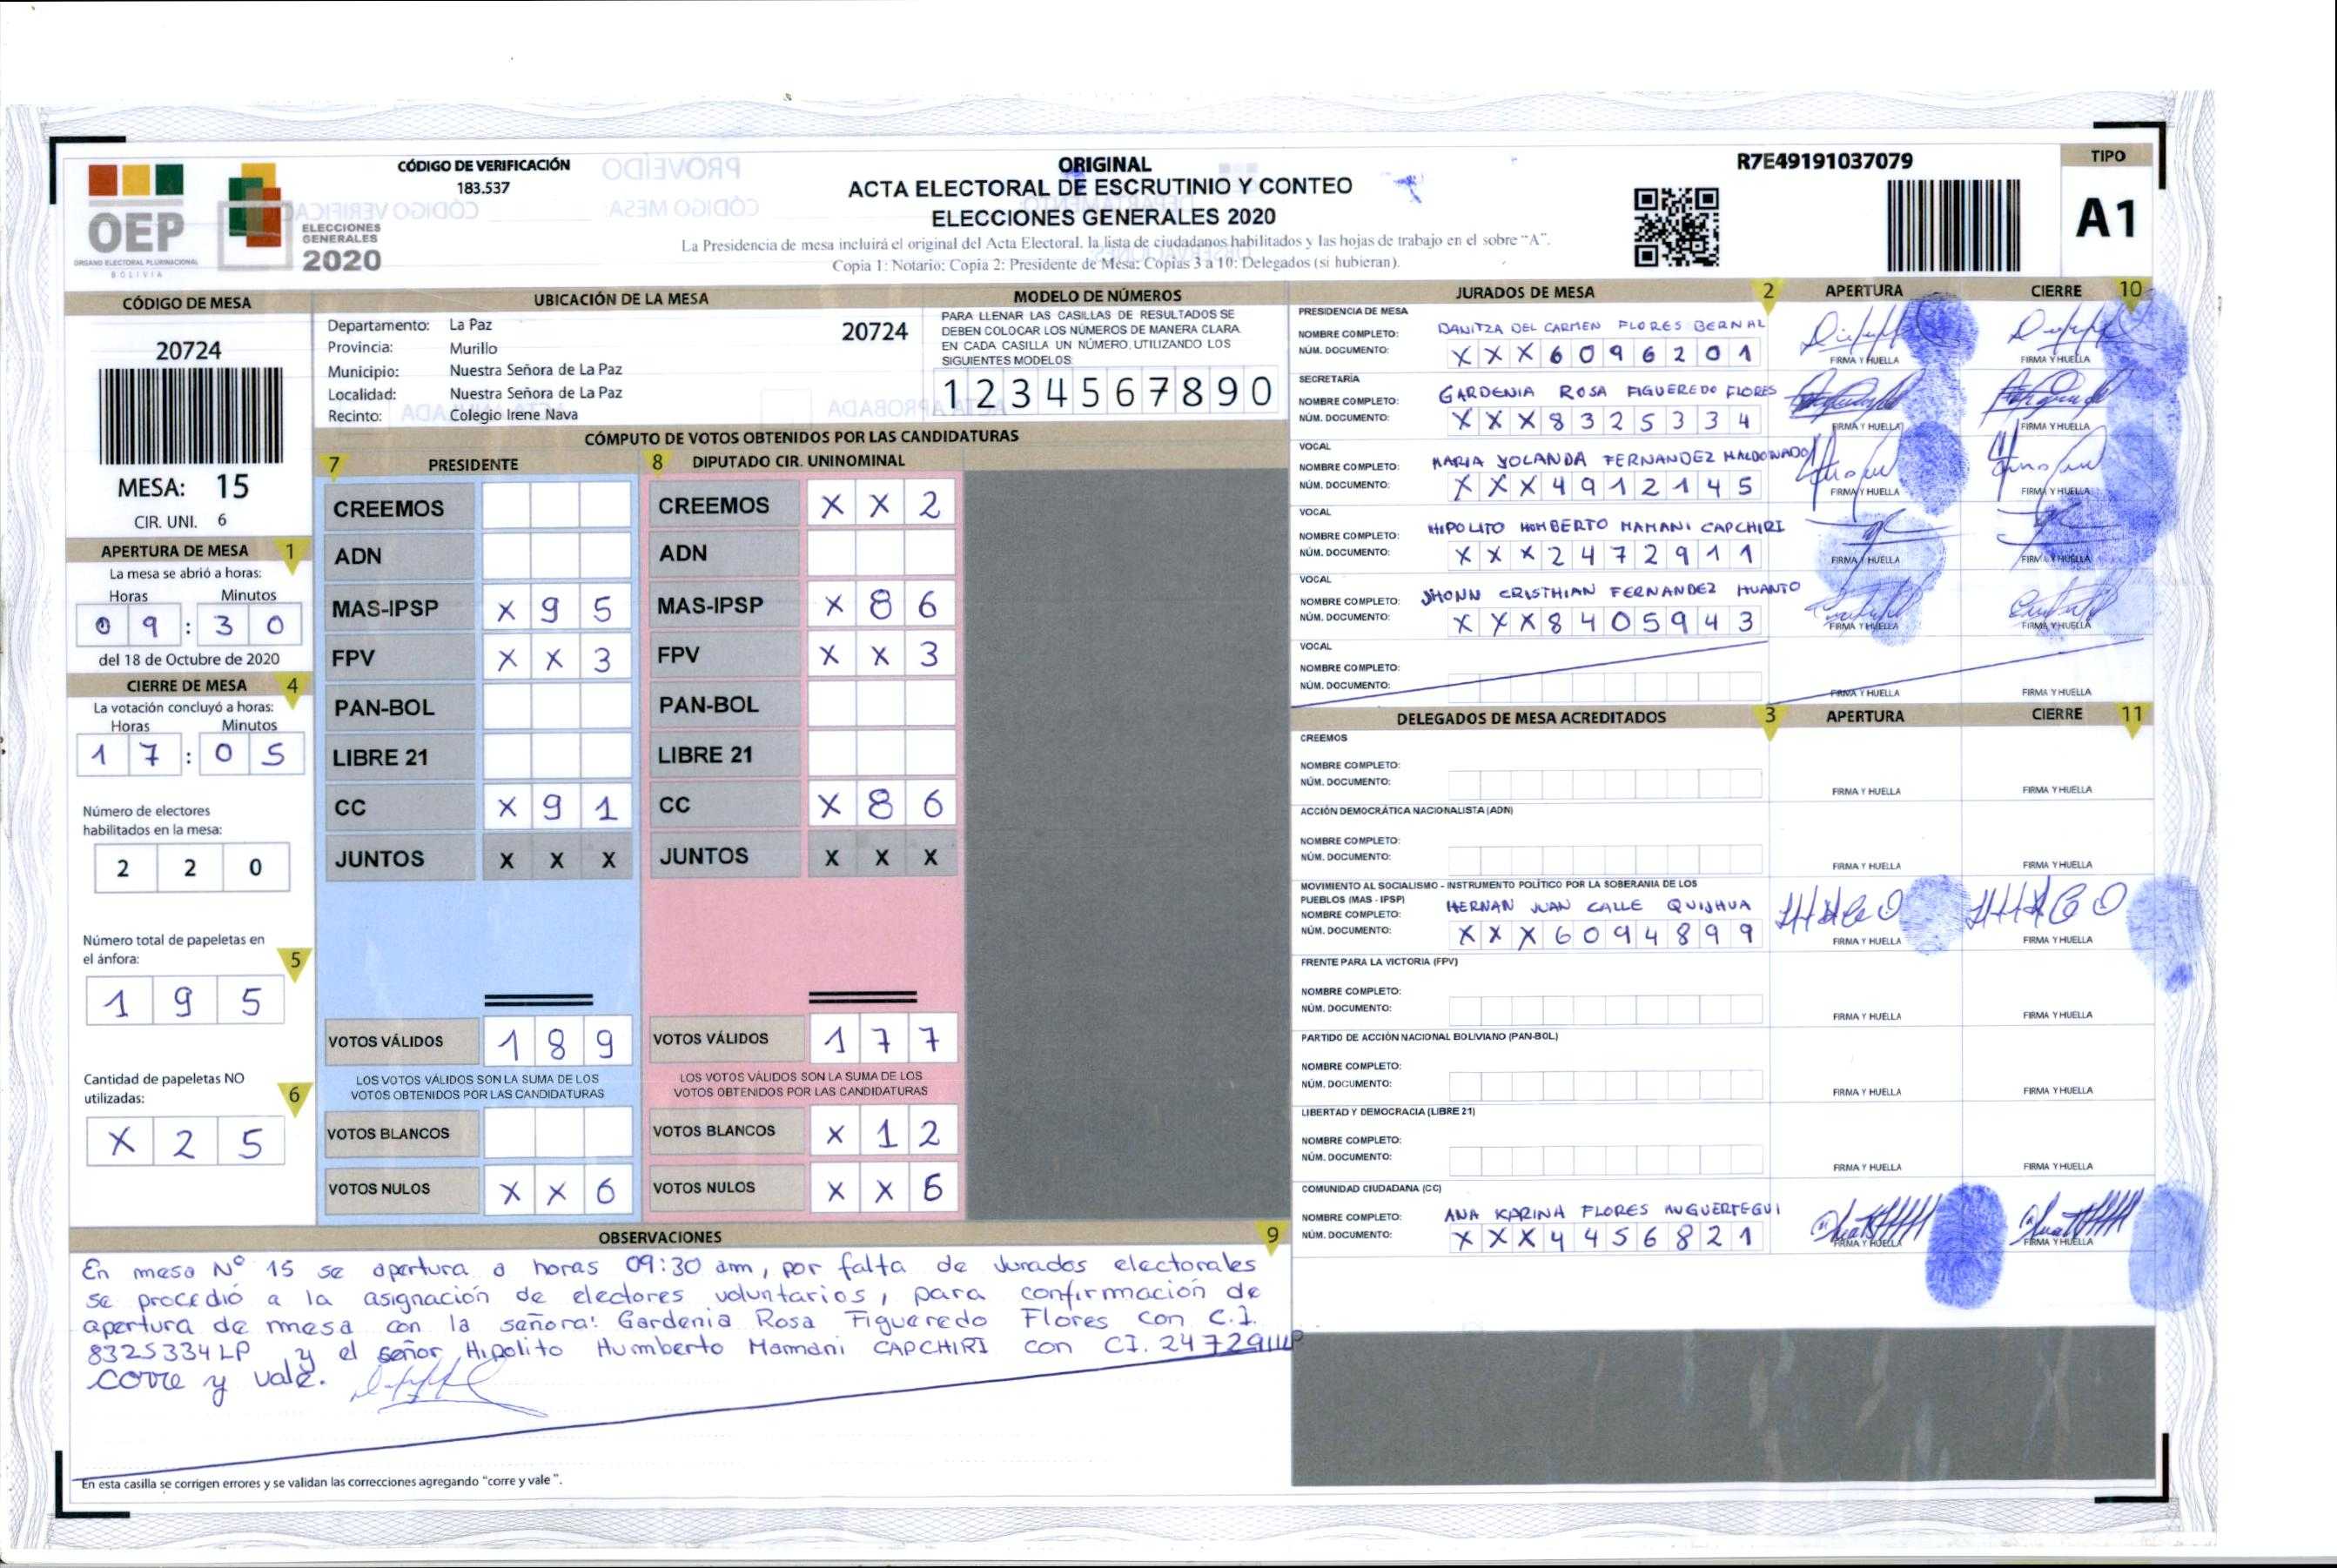 CÓDIGO DE VERIFICACIÓN
183.537
ORIGINAL
ACTA ELECTORAL DE ESCRUTINIO Y CONTEO
ELECCIONES GENERALES 2020
La Presidencia de mesa incluirá el original del Acta Electoral, la lista de ciudadanos habilitados y las hojas de trabajo en el sobre "A".
Copia 1: Notario; Copia 2: Presidente de Mesa; Copias 3 a 10: Delegados (si hubieran).
R7E49191037079
TIPO
A1
OEP
ÓRGANO ELECTORAL PLURINACIONAL
BOLIVIA
ELECCIONES
GENERALES
2020
CÓDIGO DE MESA
20724
MESA: 15
CIR. UNI. 6
APERTURA DE MESA 1
La mesa se abrió a horas:
Horas Minutos
0 9 : 3 0
del 18 de Octubre de 2020
CIERRE DE MESA 4
La votación concluyó a horas:
Horas Minutos
1 7 : 0 5
Número de electores
habilitados en la mesa:
2 2 0
Número total de papeletas en
el ánfora: 5
1 9 5
Cantidad de papeletas NO
utilizadas: 6
X 2 5
UBICACIÓN DE LA MESA
Departamento: La Paz 20724
Provincia: Murillo
Municipio: Nuestra Señora de La Paz
Localidad: Nuestra Señora de La Paz
Recinto: Colegio Irene Nava
MODELO DE NÚMEROS
PARA LLENAR LAS CASILLAS DE RESULTADOS SE
DEBEN COLOCAR LOS NÚMEROS DE MANERA CLARA.
EN CADA CASILLA UN NÚMERO, UTILIZANDO LOS
SIGUIENTES MODELOS:
1 2 3 4 5 6 7 8 9 0
CÓMPUTO DE VOTOS OBTENIDOS POR LAS CANDIDATURAS
7 PRESIDENTE
CREEMOS
ADN
MAS-IPSP X 9 5
FPV X X 3
PAN-BOL
LIBRE 21
CC X 9 1
JUNTOS X X X
VOTOS VÁLIDOS 1 8 9
LOS VOTOS VÁLIDOS SON LA SUMA DE LOS
VOTOS OBTENIDOS POR LAS CANDIDATURAS
VOTOS BLANCOS
VOTOS NULOS X X 6
8 DIPUTADO CIR. UNINOMINAL
CREEMOS X X 2
ADN
MAS-IPSP X 8 6
FPV X X 3
PAN-BOL
LIBRE 21
CC X 8 6
JUNTOS X X X
VOTOS VÁLIDOS 1 7 7
LOS VOTOS VÁLIDOS SON LA SUMA DE LOS
VOTOS OBTENIDOS POR LAS CANDIDATURAS
VOTOS BLANCOS X 1 2
VOTOS NULOS X X 6
OBSERVACIONES 9
En mesa Nº 15 se apertura a horas 09:30 am, por falta de Jurados electorales
se procedió a la asignación de electores voluntarios, para confirmación de
apertura de mesa con la señora: Gardenia Rosa Figueredo Flores con C.I.
8325334LP y el señor Hipolito Humberto Mamani CAPCHIRI con CI. 2472911LP
corre y vale.
En esta casilla se corrigen errores y se validan las correcciones agregando "corre y vale".
JURADOS DE MESA 2 APERTURA CIERRE 10
PRESIDENCIA DE MESA
NOMBRE COMPLETO: DANITZA DEL CARMEN FLORES BERNAL
NÚM. DOCUMENTO: X X X 6 0 9 6 2 0 1
FIRMA Y HUELLA FIRMA Y HUELLA
SECRETARÍA
NOMBRE COMPLETO: GARDENIA ROSA FIGUEREDO FLORES
NÚM. DOCUMENTO: X X X 8 3 2 5 3 3 4
FIRMA Y HUELLA FIRMA Y HUELLA
VOCAL
NOMBRE COMPLETO: MARIA YOLANDA FERNANDEZ MALDONADO
NÚM. DOCUMENTO: X X X 4 9 1 2 1 4 5
FIRMA Y HUELLA FIRMA Y HUELLA
VOCAL
NOMBRE COMPLETO: HIPOLITO HUMBERTO MAMANI CAPCHIRI
NÚM. DOCUMENTO: X X X 2 4 7 2 9 1 1
FIRMA Y HUELLA FIRMA Y HUELLA
VOCAL
NOMBRE COMPLETO: JHONN CRISTHIAN FERNANDEZ HUANTO
NÚM. DOCUMENTO: X X X 8 4 0 5 9 4 3
FIRMA Y HUELLA FIRMA Y HUELLA
VOCAL
NOMBRE COMPLETO:
NÚM. DOCUMENTO:
FIRMA Y HUELLA FIRMA Y HUELLA
DELEGADOS DE MESA ACREDITADOS 3 APERTURA CIERRE 11
CREEMOS
NOMBRE COMPLETO:
NÚM. DOCUMENTO:
FIRMA Y HUELLA FIRMA Y HUELLA
ACCIÓN DEMOCRÁTICA NACIONALISTA (ADN)
NOMBRE COMPLETO:
NÚM. DOCUMENTO:
FIRMA Y HUELLA FIRMA Y HUELLA
MOVIMIENTO AL SOCIALISMO - INSTRUMENTO POLÍTICO POR LA SOBERANIA DE LOS
PUEBLOS (MAS - IPSP)
NOMBRE COMPLETO: HERNAN JUAN CALLE QUISHUA
NÚM. DOCUMENTO: X X X 6 0 9 4 8 9 9
FIRMA Y HUELLA FIRMA Y HUELLA
FRENTE PARA LA VICTORIA (FPV)
NOMBRE COMPLETO:
NÚM. DOCUMENTO:
FIRMA Y HUELLA FIRMA Y HUELLA
PARTIDO DE ACCIÓN NACIONAL BOLIVIANO (PAN-BOL)
NOMBRE COMPLETO:
NÚM. DOCUMENTO:
FIRMA Y HUELLA FIRMA Y HUELLA
LIBERTAD Y DEMOCRACIA (LIBRE 21)
NOMBRE COMPLETO:
NÚM. DOCUMENTO:
FIRMA Y HUELLA FIRMA Y HUELLA
COMUNIDAD CIUDADANA (CC)
NOMBRE COMPLETO: ANA KARINA FLORES
NÚM. DOCUMENTO: X X X 4 4 5 6 8 2 1
FIRMA Y HUELLA FIRMA Y HUELLA